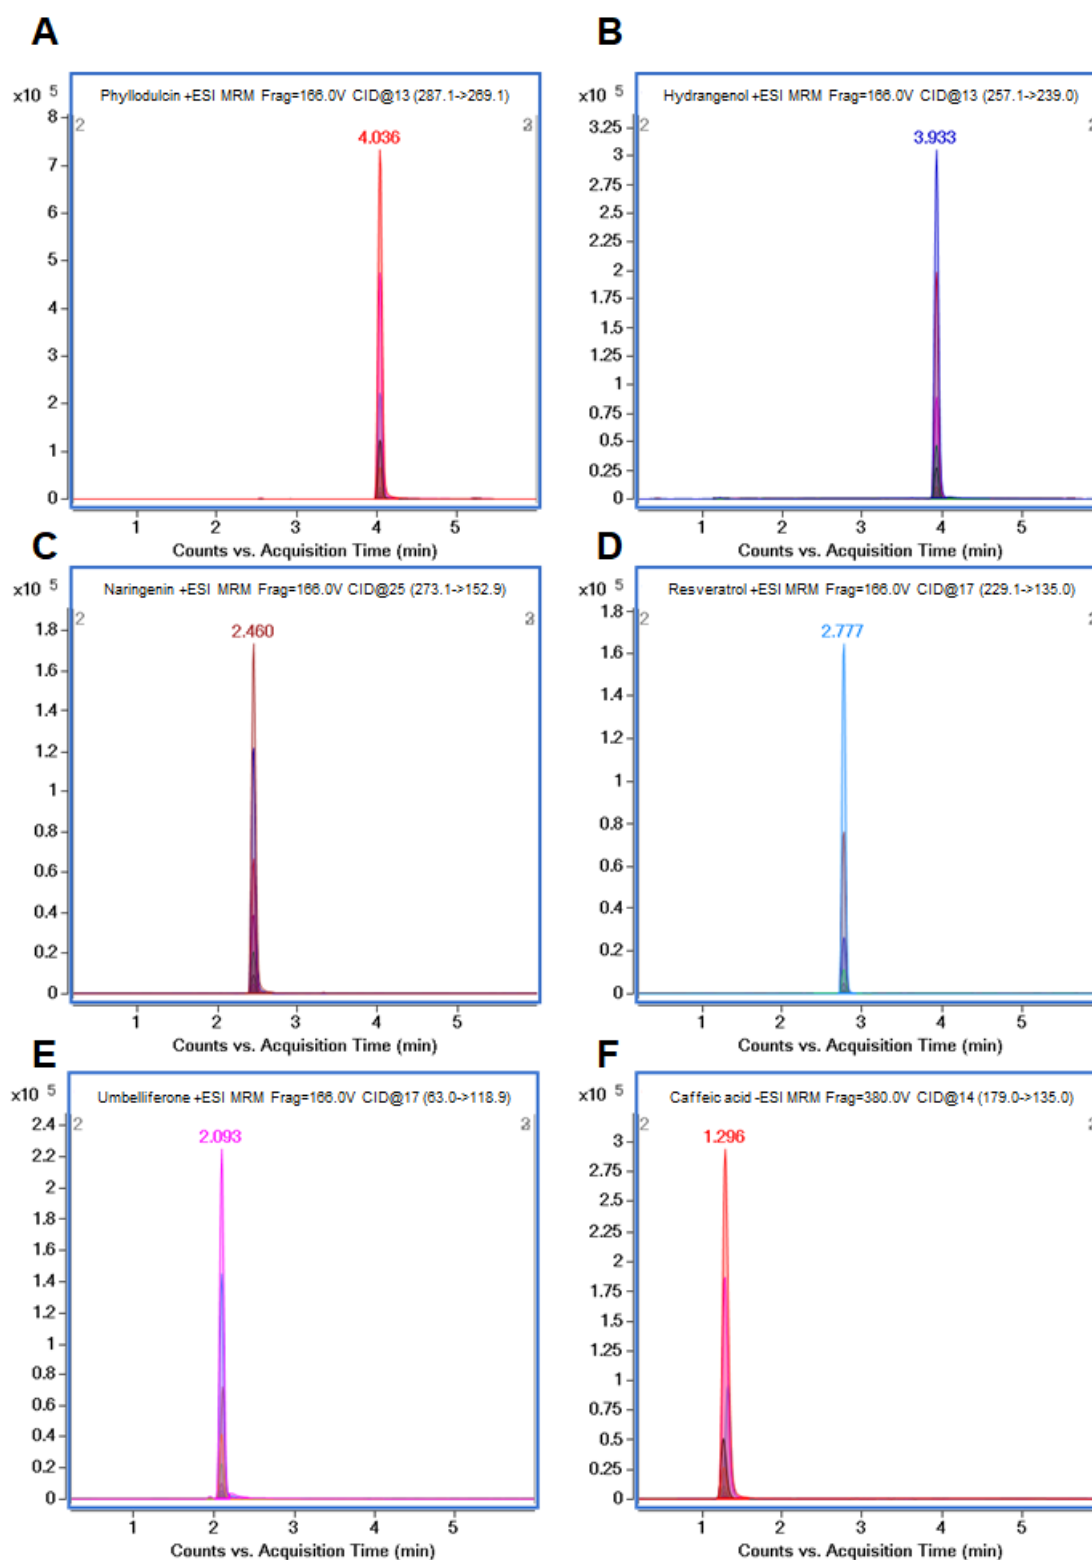 A
x10 5
Phyllodulcin +ESI MRM Frag=166.0V CID@13 (287.1->269.1)
2
4.036
8
7
6
5
4
3
2
1
0
1 2 3 4 5
Counts vs. Acquisition Time (min)
B
x10 5
Hydrangenol +ESI MRM Frag=166.0V CID@13 (257.1->239.0)
2
3.933
3.25
3
2.75
2.5
2.25
2
1.75
1.5
1.25
1
0.75
0.5
0.25
0
1 2 3 4 5
Counts vs. Acquisition Time (min)
C
x10 5
Naringenin +ESI MRM Frag=166.0V CID@25 (273.1->152.9)
2
2.460
1.8
1.6
1.4
1.2
1
0.8
0.6
0.4
0.2
0
1 2 3 4 5
Counts vs. Acquisition Time (min)
D
x10 5
Resveratrol +ESI MRM Frag=166.0V CID@17 (229.1->135.0)
2
2.777
1.8
1.6
1.4
1.2
1
0.8
0.6
0.4
0.2
0
1 2 3 4 5
Counts vs. Acquisition Time (min)
E
x10 5
Umbelliferone +ESI MRM Frag=166.0V CID@17 (63.0->118.9)
2
2.093
2.4
2.2
2
1.8
1.6
1.4
1.2
1
0.8
0.6
0.4
0.2
0
1 2 3 4 5
Counts vs. Acquisition Time (min)
F
x10 5
Caffeic acid -ESI MRM Frag=380.0V CID@14 (179.0->135.0)
2
1.296
3
2.75
2.5
2.25
2
1.75
1.5
1.25
1
0.75
0.5
0.25
0
1 2 3 4 5
Counts vs. Acquisition Time (min)